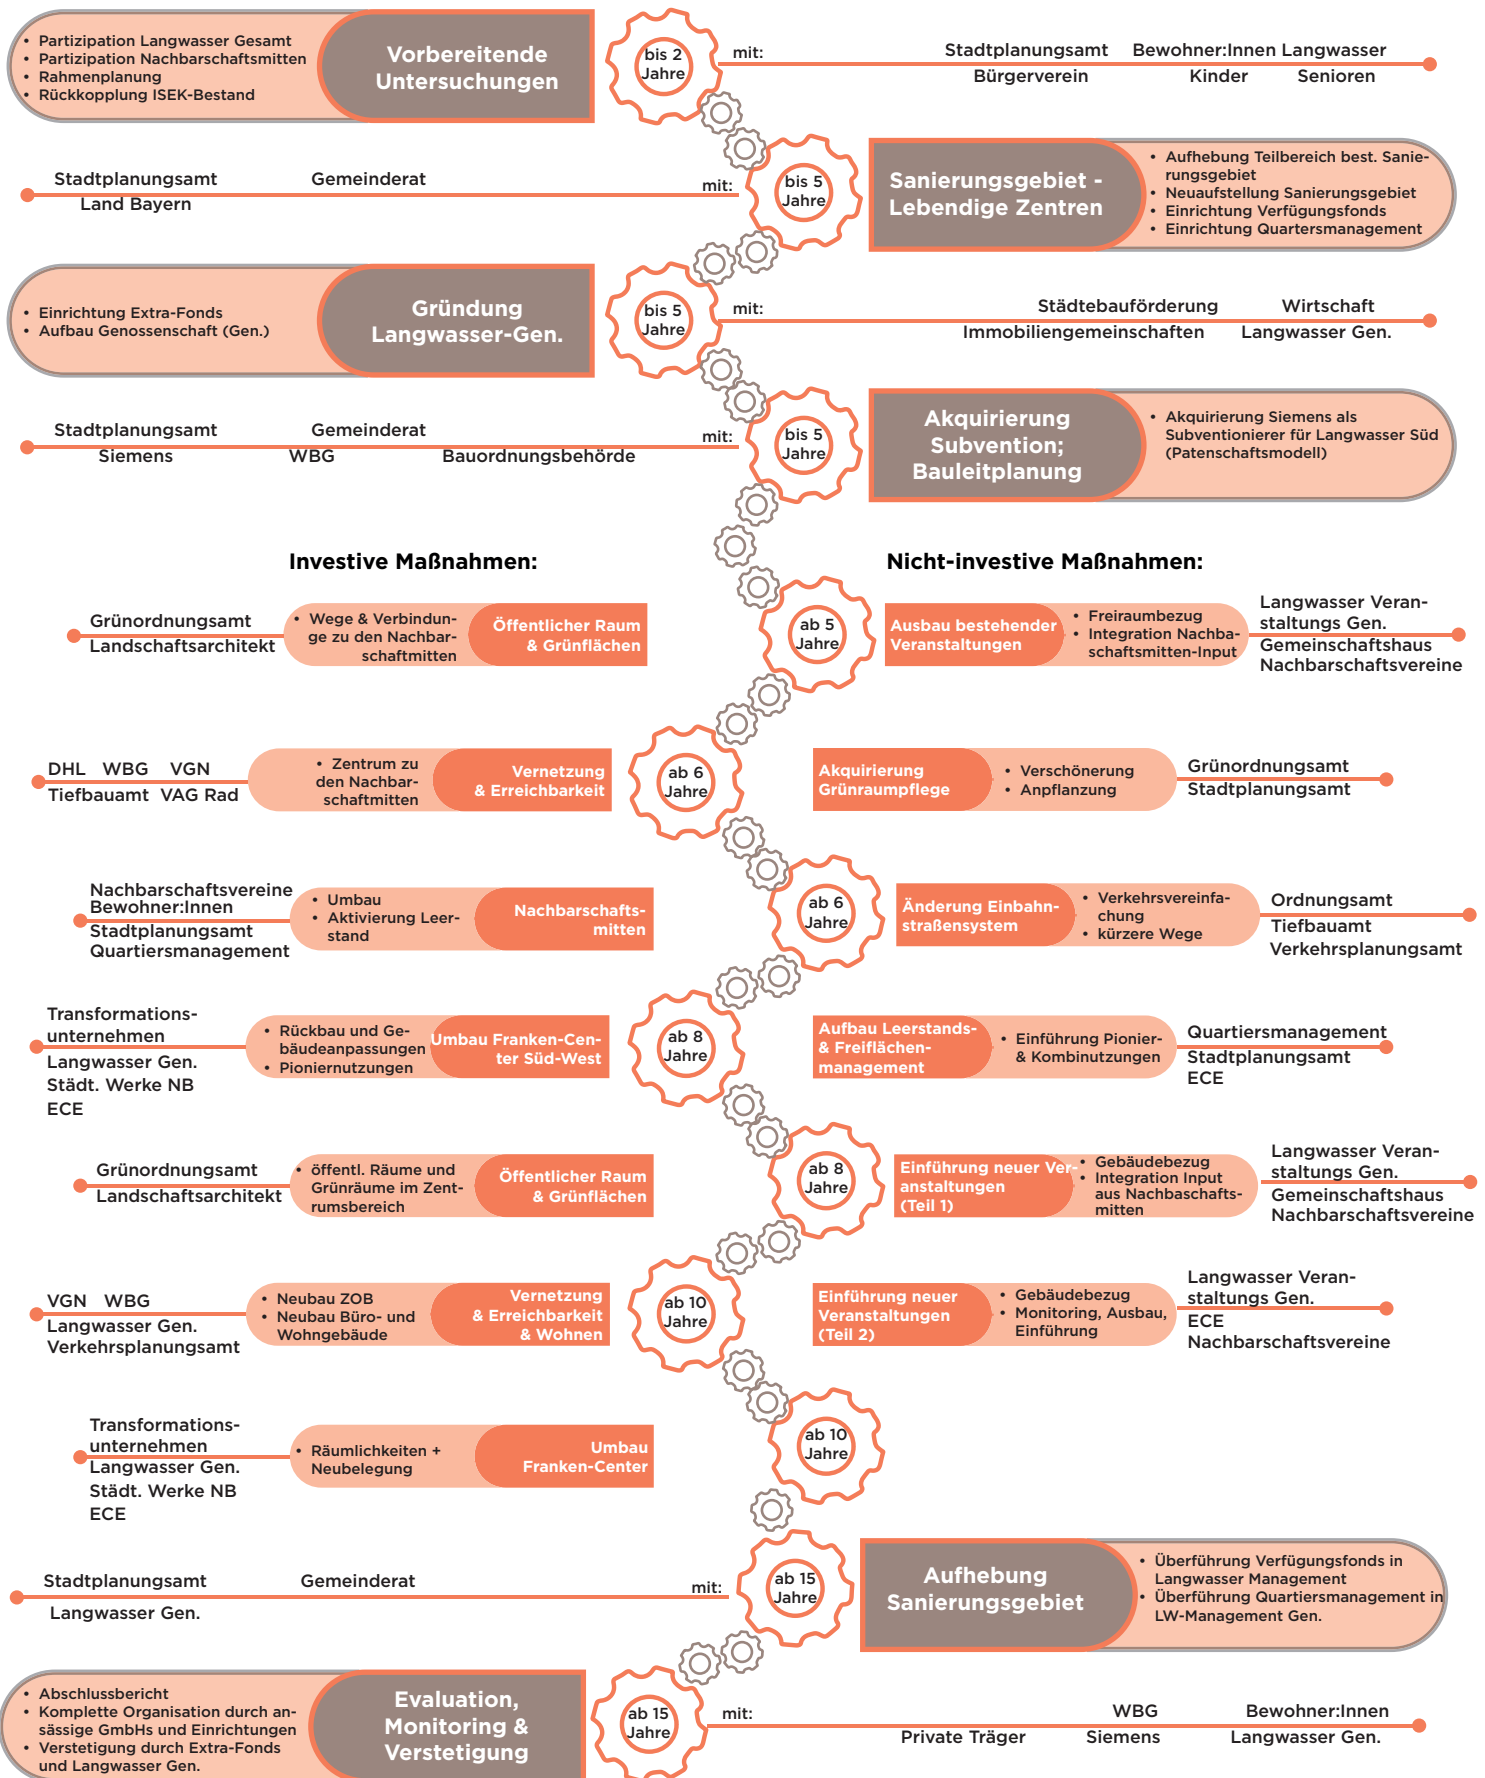 • Partizipation Langwasser Gesamt
• Partizipation Nachbarschaftsmitten
• Rahmenplanung
• Rückkopplung ISEK-Bestand
Vorbereitende
Untersuchungen
bis 2
Jahre
mit:
Stadtplanungsamt Bewohner:Innen Langwasser
Bürgerverein Kinder Senioren
Stadtplanungsamt Gemeinderat
Land Bayern
mit:
bis 5
Jahre
Sanierungsgebiet -
Lebendige Zentren
• Aufhebung Teilbereich best. Sanie-
rungsgebiet
• Neuaufstellung Sanierungsgebiet
• Einrichtung Verfügungsfonds
• Einrichtung Quartersmanagement
• Einrichtung Extra-Fonds
• Aufbau Genossenschaft (Gen.)
Gründung
Langwasser-Gen.
bis 5
Jahre
mit:
Städtebauförderung Wirtschaft
Immobiliengemeinschaften Langwasser Gen.
Stadtplanungsamt Gemeinderat
Siemens WBG Bauordnungsbehörde
mit:
bis 5
Jahre
Akquirierung
Subvention;
Bauleitplanung
• Akquirierung Siemens als
Subventionierer für Langwasser Süd
(Patenschaftsmodell)
Investive Maßnahmen:
Nicht-investive Maßnahmen:
Grünordnungsamt
Landschaftsarchitekt
• Wege & Verbindun-
ge zu den Nachbar-
schaftmitten
Öffentlicher Raum
& Grünflächen
ab 5
Jahre
Ausbau bestehender
Veranstaltungen
• Freiraumbezug
• Integration Nachba-
schaftsmitten-Input
Langwasser Veran-
staltungs Gen.
Gemeinschaftshaus
Nachbarschaftsvereine
DHL WBG VGN
Tiefbauamt VAG Rad
• Zentrum zu
den Nachbar-
schaftmitten
Vernetzung
& Erreichbarkeit
ab 6
Jahre
Akquirierung
Grünraumpflege
• Verschönerung
• Anpflanzung
Grünordnungsamt
Stadtplanungsamt
Nachbarschaftsvereine
Bewohner:Innen
Stadtplanungsamt
Quartiersmanagement
• Umbau
• Aktivierung Leer-
stand
Nachbarschafts-
mitten
ab 6
Jahre
Änderung Einbahn-
straßensystem
• Verkehrsvereinfa-
chung
• kürzere Wege
Ordnungsamt
Tiefbauamt
Verkehrsplanungsamt
Transformations-
unternehmen
Langwasser Gen.
Städt. Werke NB
ECE
• Rückbau und Ge-
bäudeanpassungen
• Pioniernutzungen
Umbau Franken-Cen-
ter Süd-West
ab 8
Jahre
Aufbau Leerstands-
& Freiflächen-
management
• Einführung Pionier-
& Kombinutzungen
Quartiersmanagement
Stadtplanungsamt
ECE
Grünordnungsamt
Landschaftsarchitekt
• öffentl. Räume und
Grünräume im Zent-
rumsbereich
Öffentlicher Raum
& Grünflächen
ab 8
Jahre
Einführung neuer Ver-
anstaltungen
(Teil 1)
• Gebäudebezug
• Integration Input
aus Nachbaschafts-
mitten
Langwasser Veran-
staltungs Gen.
Gemeinschaftshaus
Nachbarschaftsvereine
VGN WBG
Langwasser Gen.
Verkehrsplanungsamt
• Neubau ZOB
• Neubau Büro- und
Wohngebäude
Vernetzung
& Erreichbarkeit
& Wohnen
ab 10
Jahre
Einführung neuer
Veranstaltungen
(Teil 2)
• Gebäudebezug
• Monitoring, Ausbau,
Einführung
Langwasser Veran-
staltungs Gen.
ECE
Nachbarschaftsvereine
Transformations-
unternehmen
Langwasser Gen.
Städt. Werke NB
ECE
• Räumlichkeiten +
Neubelegung
Umbau
Franken-Center
ab 10
Jahre
Stadtplanungsamt Gemeinderat
Langwasser Gen.
mit:
ab 15
Jahre
Aufhebung
Sanierungsgebiet
• Überführung Verfügungsfonds in
Langwasser Management
• Überführung Quartiersmanagement in
LW-Management Gen.
• Abschlussbericht
• Komplette Organisation durch an-
sässige GmbHs und Einrichtungen
• Verstetigung durch Extra-Fonds
und Langwasser Gen.
Evaluation,
Monitoring &
Verstetigung
ab 15
Jahre
mit:
WBG Bewohner:Innen
Private Träger Siemens Langwasser Gen.